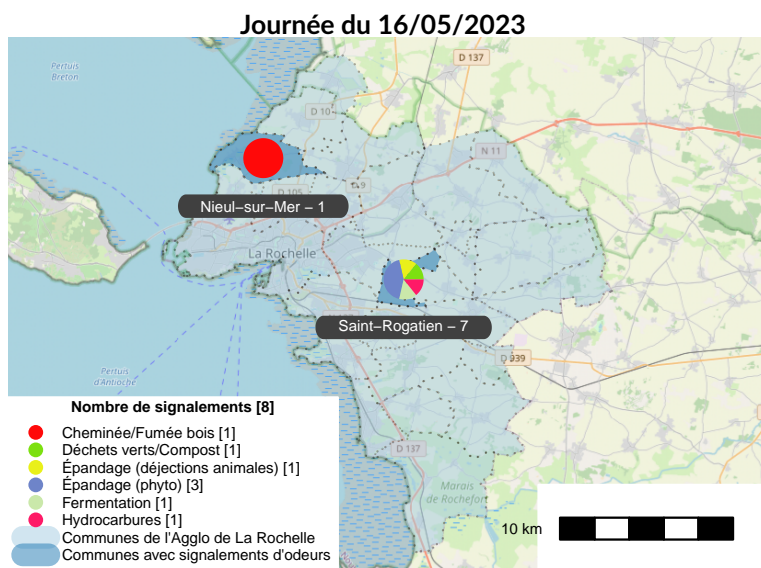 Journée du 16/05/2023
Pertuis
Breton
D 137
D 10
N 11
D 105
Nieul-sur-Mer - 1
La Rochelle
Saint-Rogatien - 7
D 939
Pertuis
d'Antioche
D 137
Marais
de Rochefort
Nombre de signalements [8]
Cheminée/Fumée bois [1]
Déchets verts/Compost [1]
Épandage (déjections animales) [1]
Épandage (phyto) [3]
Fermentation [1]
Hydrocarbures [1]
Communes de l'Agglo de La Rochelle
Communes avec signalements d'odeurs
10 km